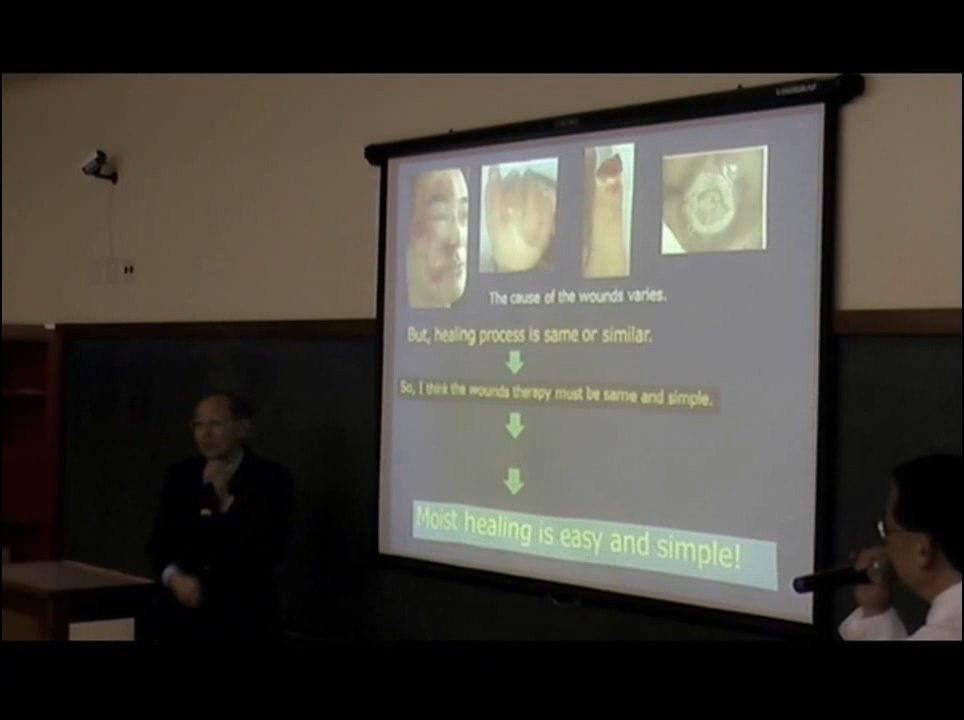 The cause of the wounds varies.
But, healing process is same or similar.
So, I think the wounds therapy must be same and simple.
Moist healing is easy and simple!